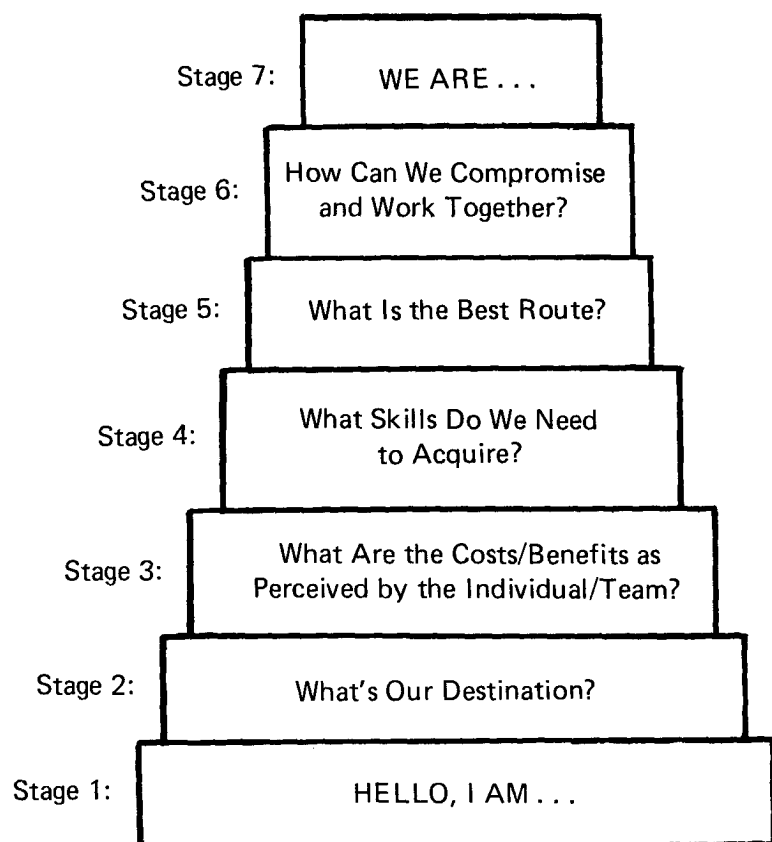 Stage 7:
WE ARE . . .
Stage 6:
How Can We Compromise
and Work Together?
Stage 5:
What Is the Best Route?
Stage 4:
What Skills Do We Need
to Acquire?
Stage 3:
What Are the Costs/Benefits as
Perceived by the Individual/Team?
Stage 2:
What's Our Destination?
Stage 1:
HELLO, I AM . . .